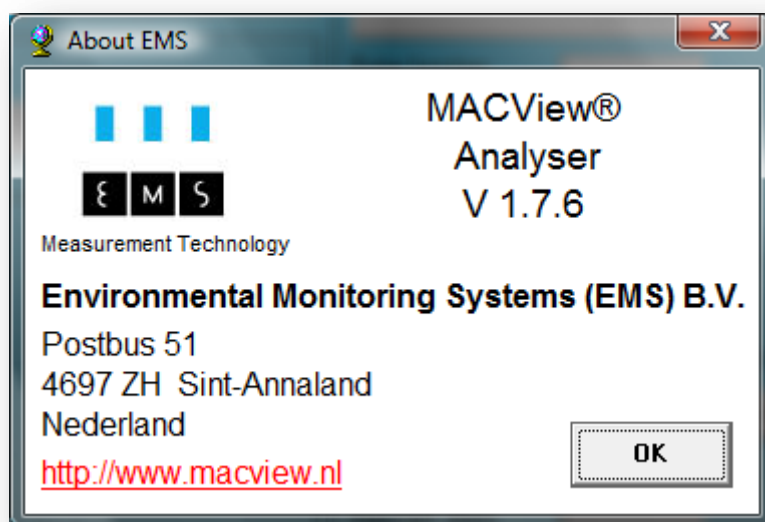 About EMS
EMS
Measurement Technology
MACView®
Analyser
V 1.7.6
Environmental Monitoring Systems (EMS) B.V.
Postbus 51
4697 ZH Sint-Annaland
Nederland
http://www.macview.nl
OK